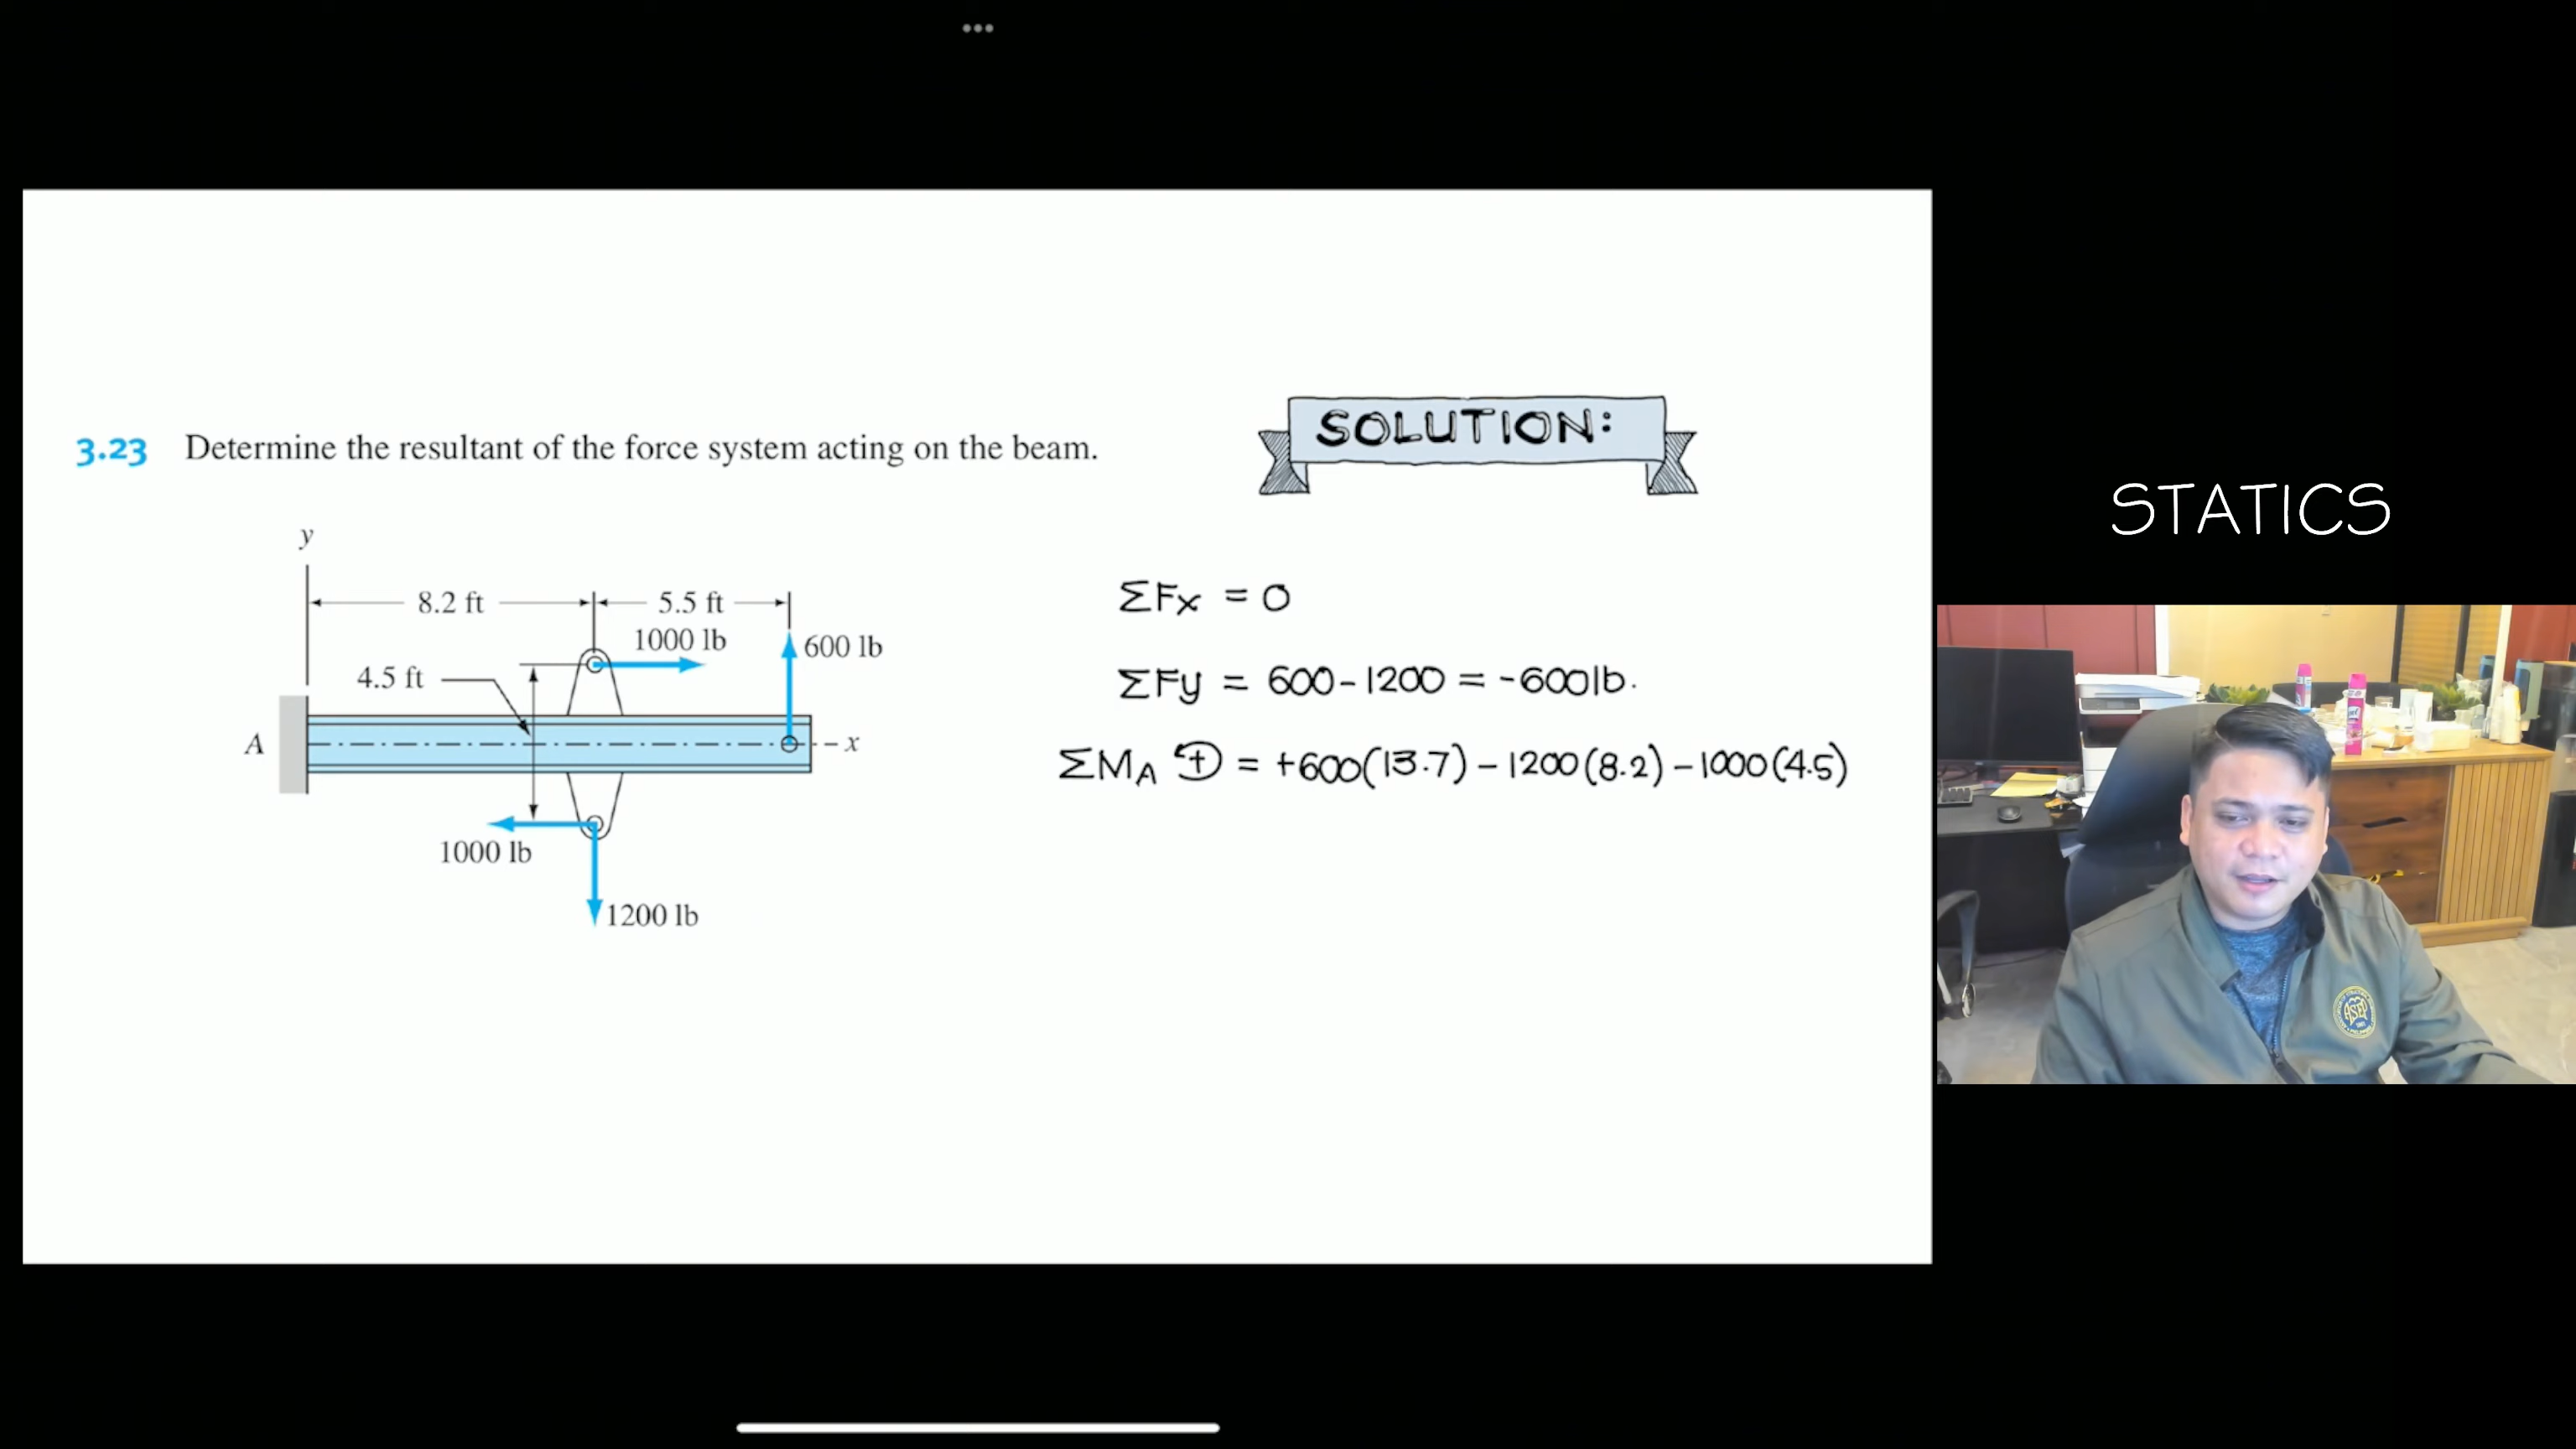 3.23 Determine the resultant of the force system acting on the beam.
SOLUTION:
STATICS
y
8.2 ft
5.5 ft
1000 lb
600 lb
4.5 ft
A
x
1000 lb
1200 lb
ΣFx = 0
ΣFy = 600-1200 = -600lb.
ΣMA + = +600(13.7) - 1200(8.2) - 1000(4.5)
ASEP